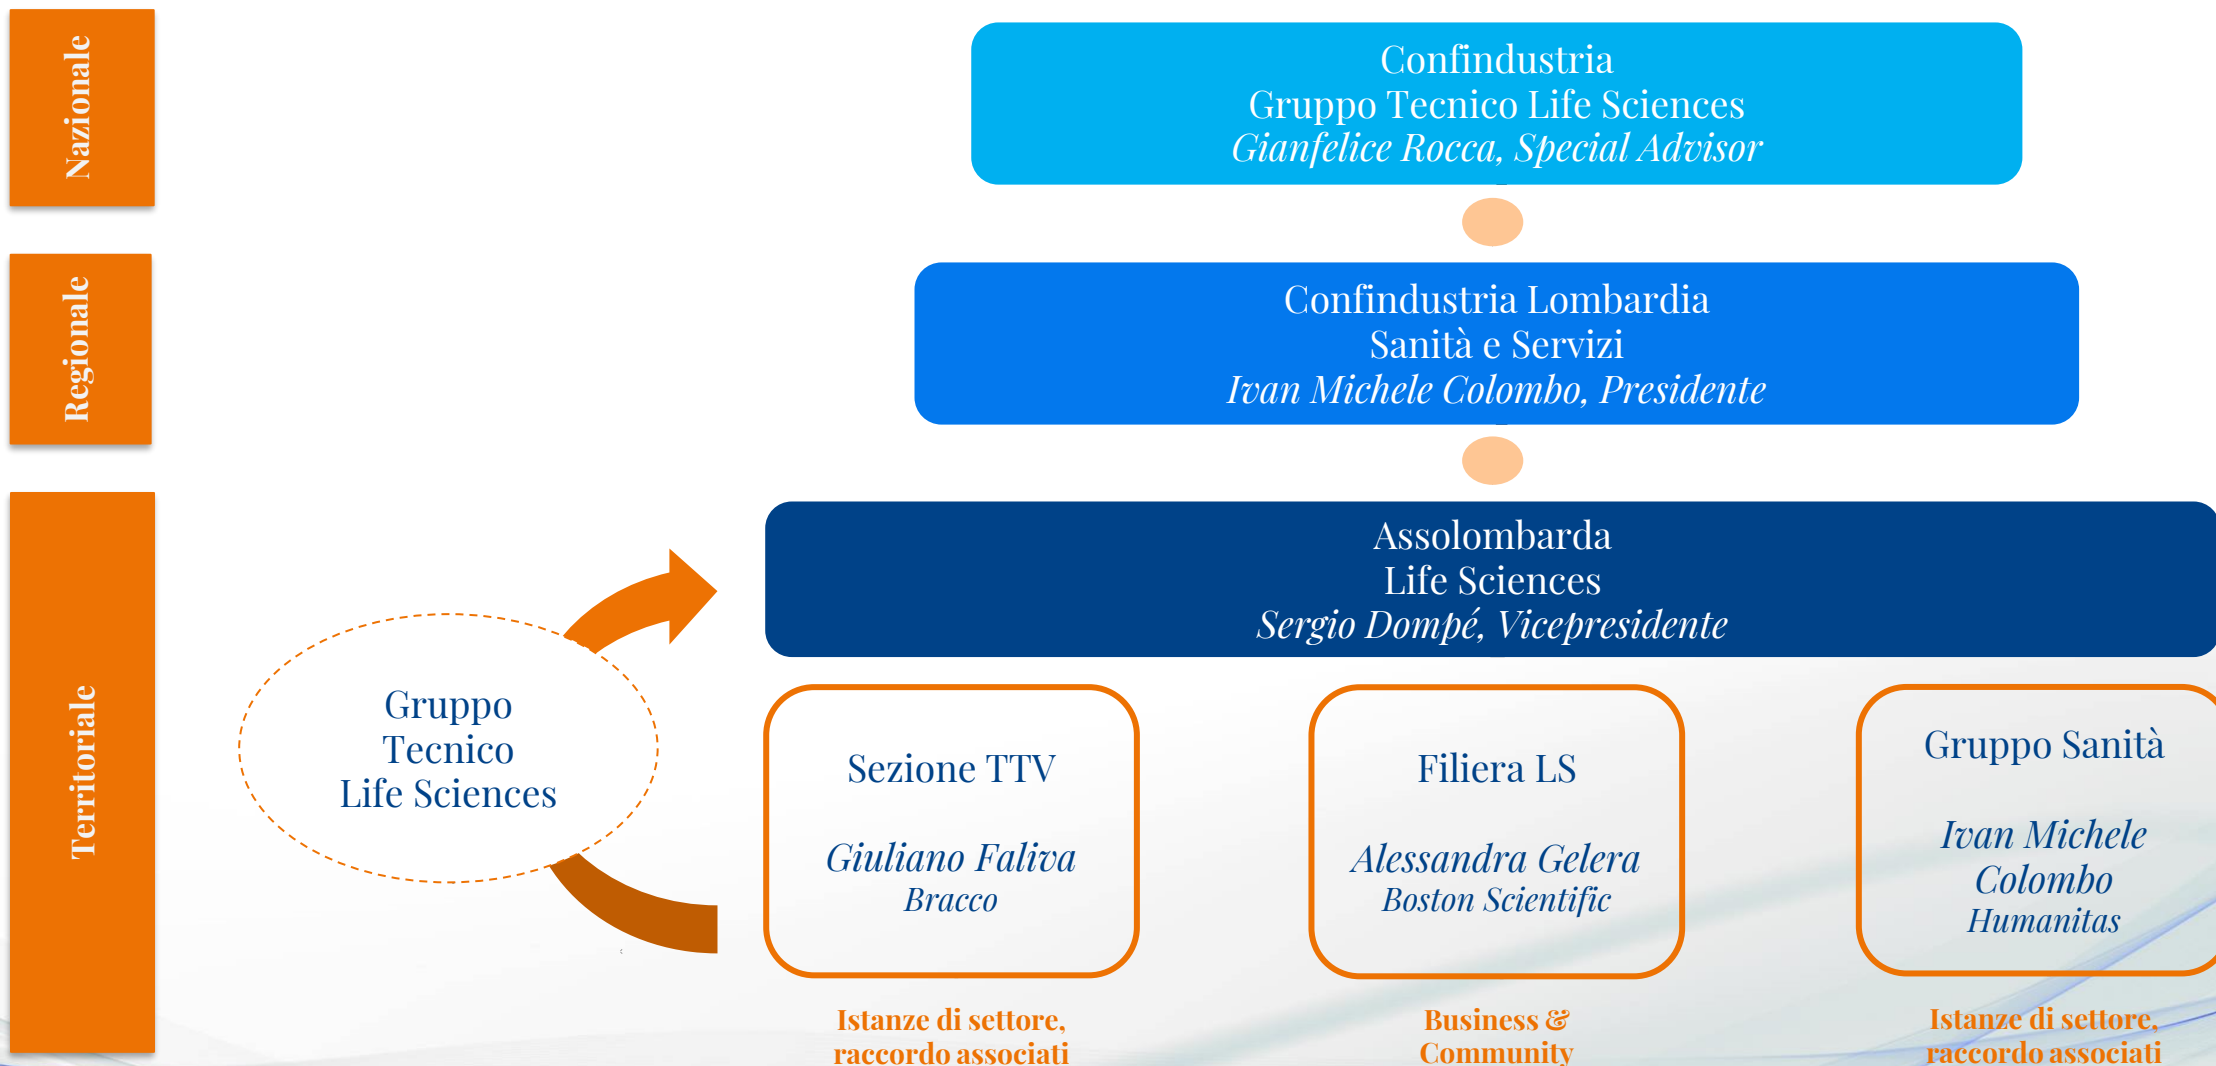 Nazionale
Confindustria
Gruppo Tecnico Life Sciences
Gianfelice Rocca, Special Advisor
Regionale
Confindustria Lombardia
Sanità e Servizi
Ivan Michele Colombo, Presidente
Territoriale
Assolombarda
Life Sciences
Sergio Dompé, Vicepresidente
Gruppo
Tecnico
Life Sciences
Sezione TTV
Giuliano Faliva
Bracco
Istanze di settore,
raccordo associati
Filiera LS
Alessandra Gelera
Boston Scientific
Business &
Community
Gruppo Sanità
Ivan Michele
Colombo
Humanitas
Istanze di settore,
raccordo associati